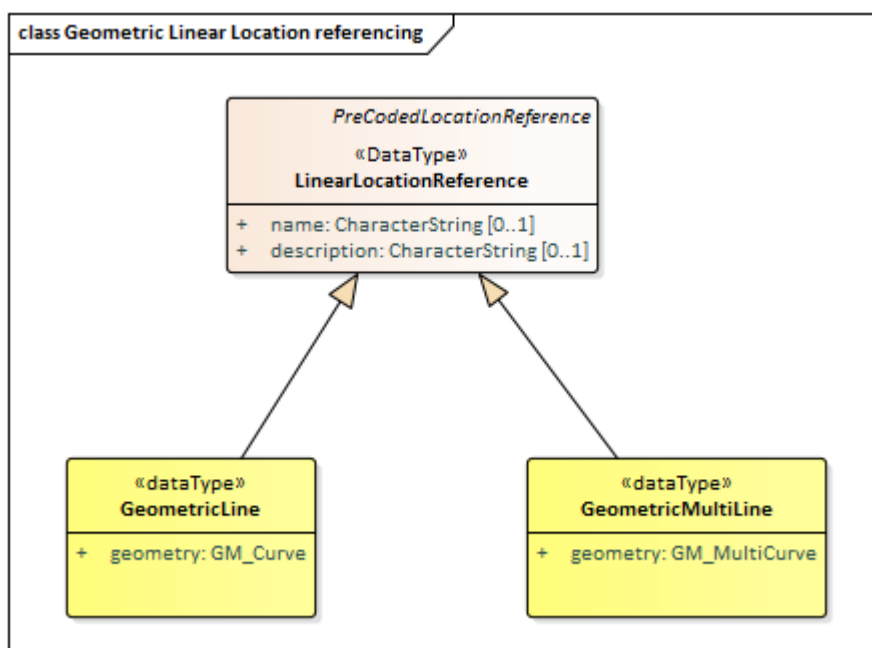 class Geometric Linear Location referencing
PreCodedLocationReference
«DataType»
LinearLocationReference
+ name: CharacterString [0..1]
+ description: CharacterString [0..1]
«dataType»
GeometricLine
+ geometry: GM_Curve
«dataType»
GeometricMultiLine
+ geometry: GM_MultiCurve